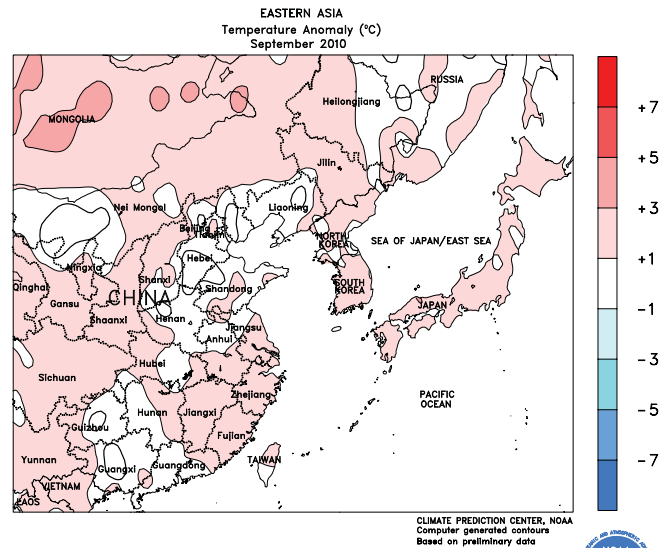 EASTERN ASIA
Temperature Anomaly (°C)
September 2010
RUSSIA
Heilongjiang
MONGOLIA
Jilin
Nei Mongol
Liaoning
Beijing
Tianjin
NORTH
KOREA
SEA OF JAPAN/EAST SEA
Hebei
Ningxia
Shanxi
Qinghai
Shandong
SOUTH
KOREA
CHINA
Gansu
JAPAN
Shaanxi
Henan
Jiangsu
Anhui
Hubei
Sichuan
Zhejiang
PACIFIC
OCEAN
Hunan
Jiangxi
Guizhou
Fujian
Yunnan
TAIWAN
Guangxi
Guangdong
VIETNAM
LAOS
+7
+5
+3
+1
-1
-3
-5
-7
CLIMATE PREDICTION CENTER, NOAA
Computer generated contours
Based on preliminary data